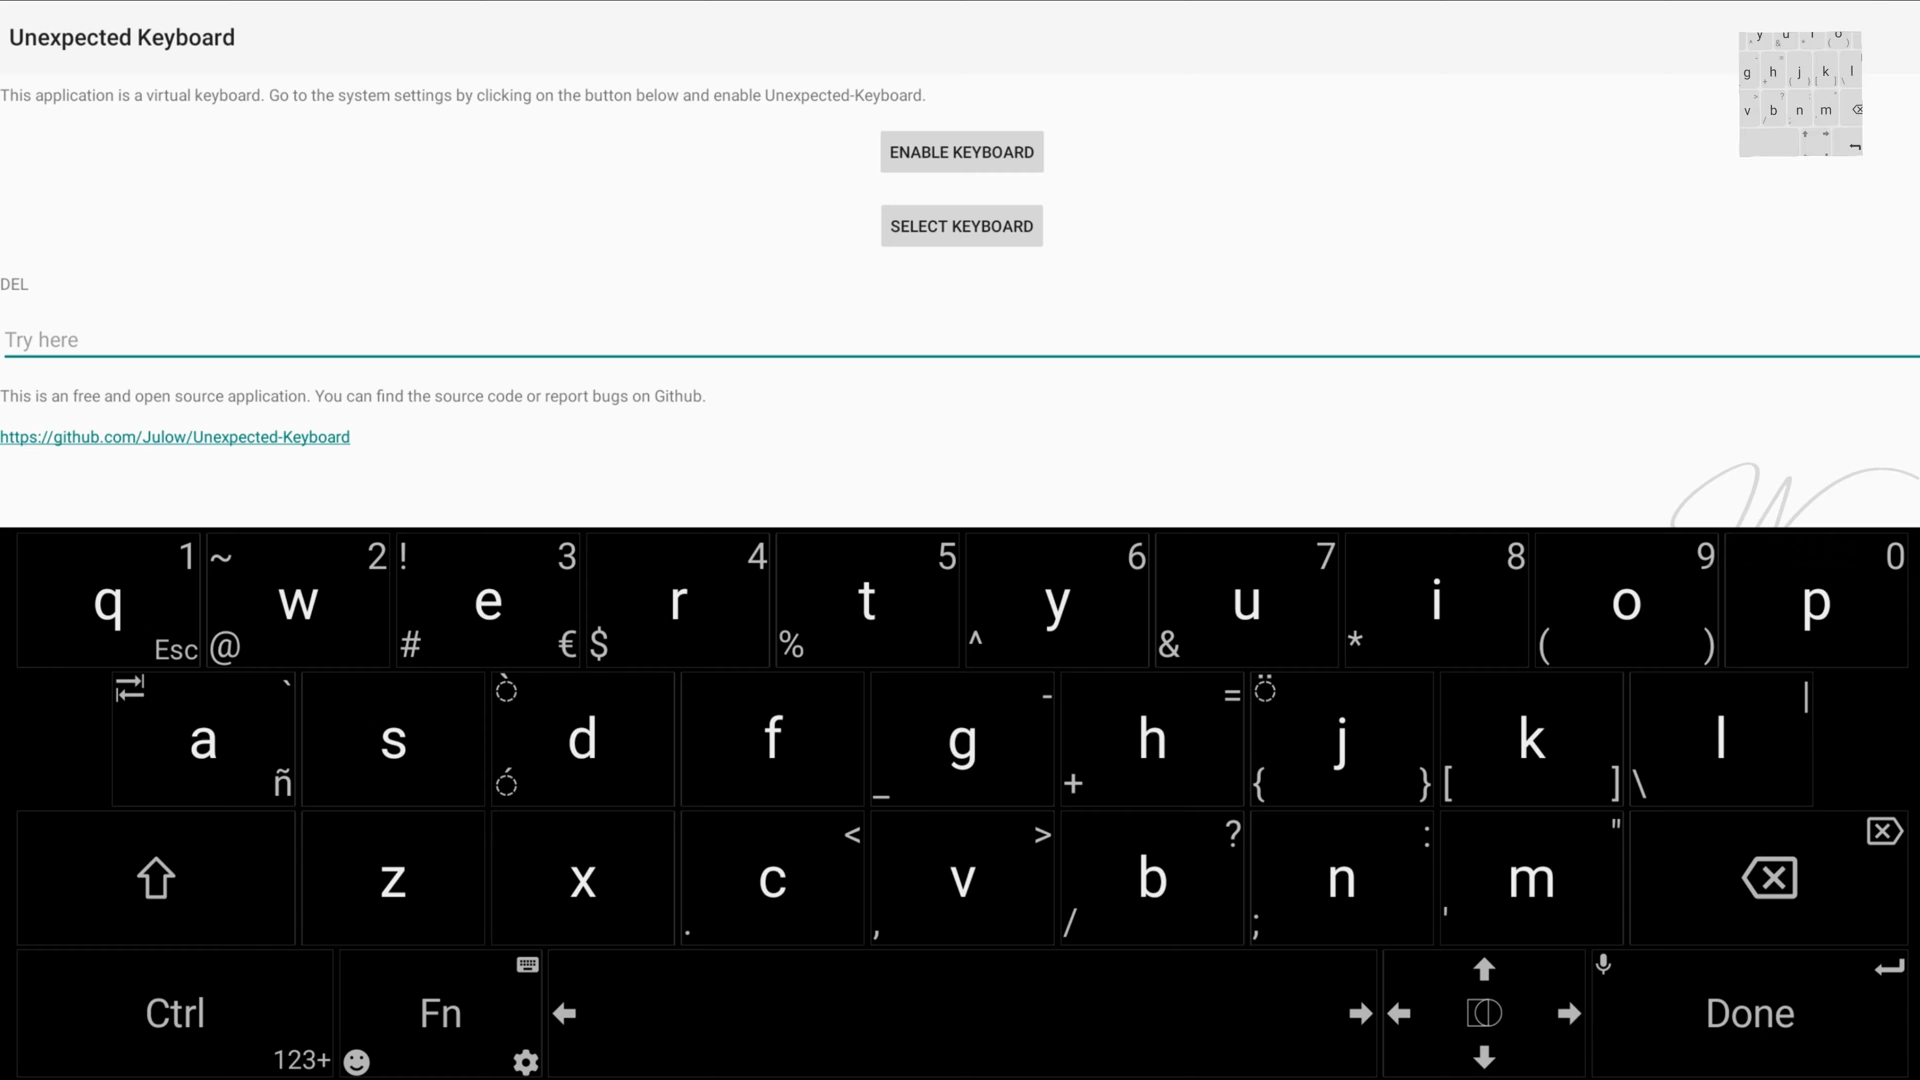 Unexpected Keyboard
This application is a virtual keyboard. Go to the system settings by clicking on the button below and enable Unexpected-Keyboard.
ENABLE KEYBOARD
SELECT KEYBOARD
DEL
Try here
This is an free and open source application. You can find the source code or report bugs on Github.
https://github.com/Julow/Unexpected-Keyboard
y u i o
^ & * ( )
g h j k l
v b n m
1 ~ 2 ! 3 4 5 6 7 8 9 0
q w e r t y u i o p
Esc @ # € $ % ^ & * ( )
` - = |
a s d f g h j k l
ñ _ + { } [ ] \
< > ? : "
z x c v b n m
. , / ; '
Ctrl Fn Done
123+